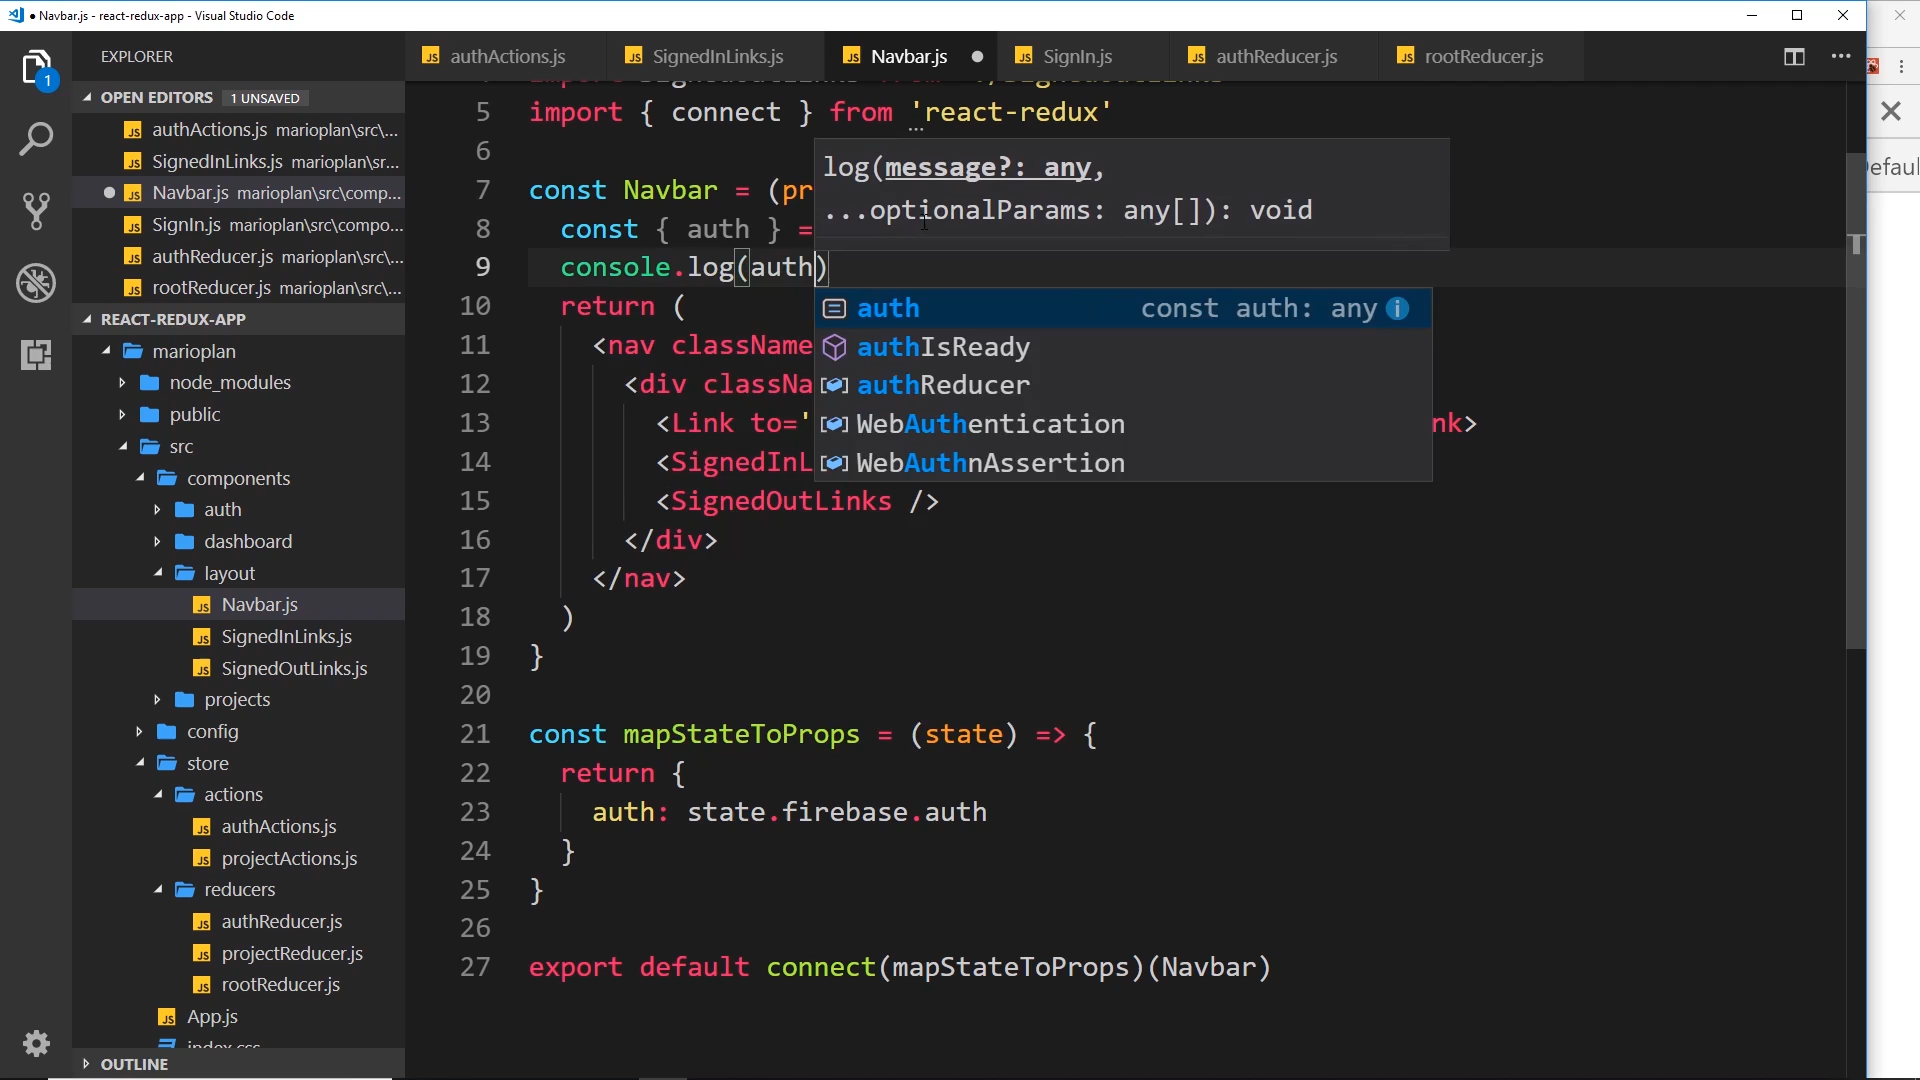 Navbar.js - react-redux-app - Visual Studio Code
EXPLORER
OPEN EDITORS 1 UNSAVED
authActions.js marioplan\src\...
SignedInLinks.js marioplan\sr...
Navbar.js marioplan\src\comp...
SignIn.js marioplan\src\compo...
authReducer.js marioplan\src\...
rootReducer.js marioplan\src\...
REACT-REDUX-APP
marioplan
node_modules
public
src
components
auth
dashboard
layout
Navbar.js
SignedInLinks.js
SignedOutLinks.js
projects
config
store
actions
authActions.js
projectActions.js
reducers
authReducer.js
projectReducer.js
rootReducer.js
App.js
index.css
OUTLINE
1
authActions.js SignedInLinks.js Navbar.js SignIn.js authReducer.js rootReducer.js
5 import { connect } from 'react-redux'
6
7 const Navbar = (pr
8 const { auth } =
9 console.log(auth)
10 return (
11 <nav className
12 <div classNa
13 <Link to=' nk>
14 <SignedInL
15 <SignedOutLinks />
16 </div>
17 </nav>
18 )
19 }
20
21 const mapStateToProps = (state) => {
22 return {
23 auth: state.firebase.auth
24 }
25 }
26
27 export default connect(mapStateToProps)(Navbar)
log(message?: any,
...optionalParams: any[]): void
auth const auth: any
authIsReady
authReducer
WebAuthentication
WebAuthnAssertion
efaul